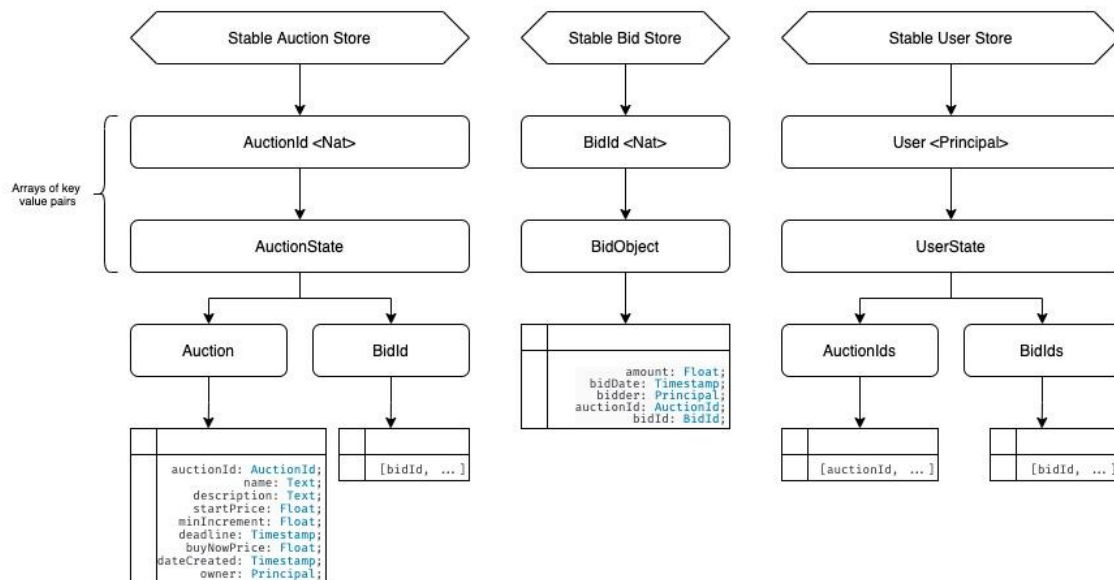 Stable Auction Store
Stable Bid Store
Stable User Store
Arrays of key
value pairs
AuctionId <Nat>
BidId <Nat>
User <Principal>
AuctionState
BidObject
UserState
Auction
BidId
AuctionIds
BidIds
amount: Float;
bidDate: Timestamp;
bidder: Principal;
auctionId: AuctionId;
bidId: BidId;
auctionId: AuctionId;
name: Text;
description: Text;
startPrice: Float;
minIncrement: Float;
deadline: Timestamp;
buyNowPrice: Float;
dateCreated: Timestamp;
owner: Principal;
[bidId, ...]
[auctionId, ...]
[bidId, ...]